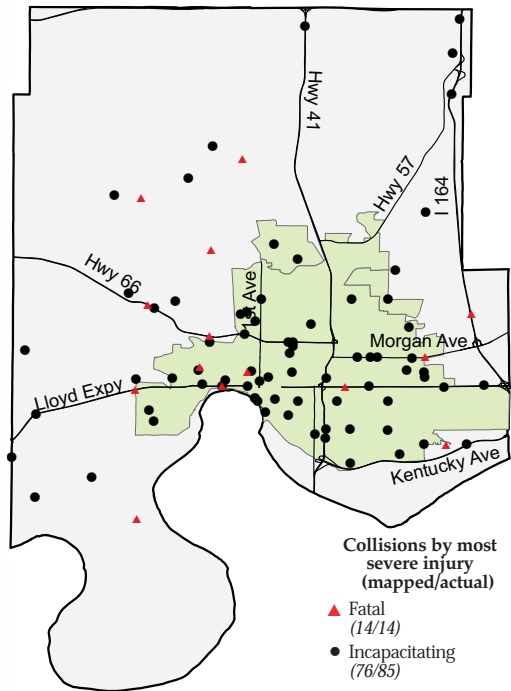 Hwy 41
Hwy 57
I 164
Hwy 66
1st Ave
Morgan Ave
Lloyd Expy
Kentucky Ave
Collisions by most
severe injury
(mapped/actual)
Fatal
(14/14)
Incapacitating
(76/85)